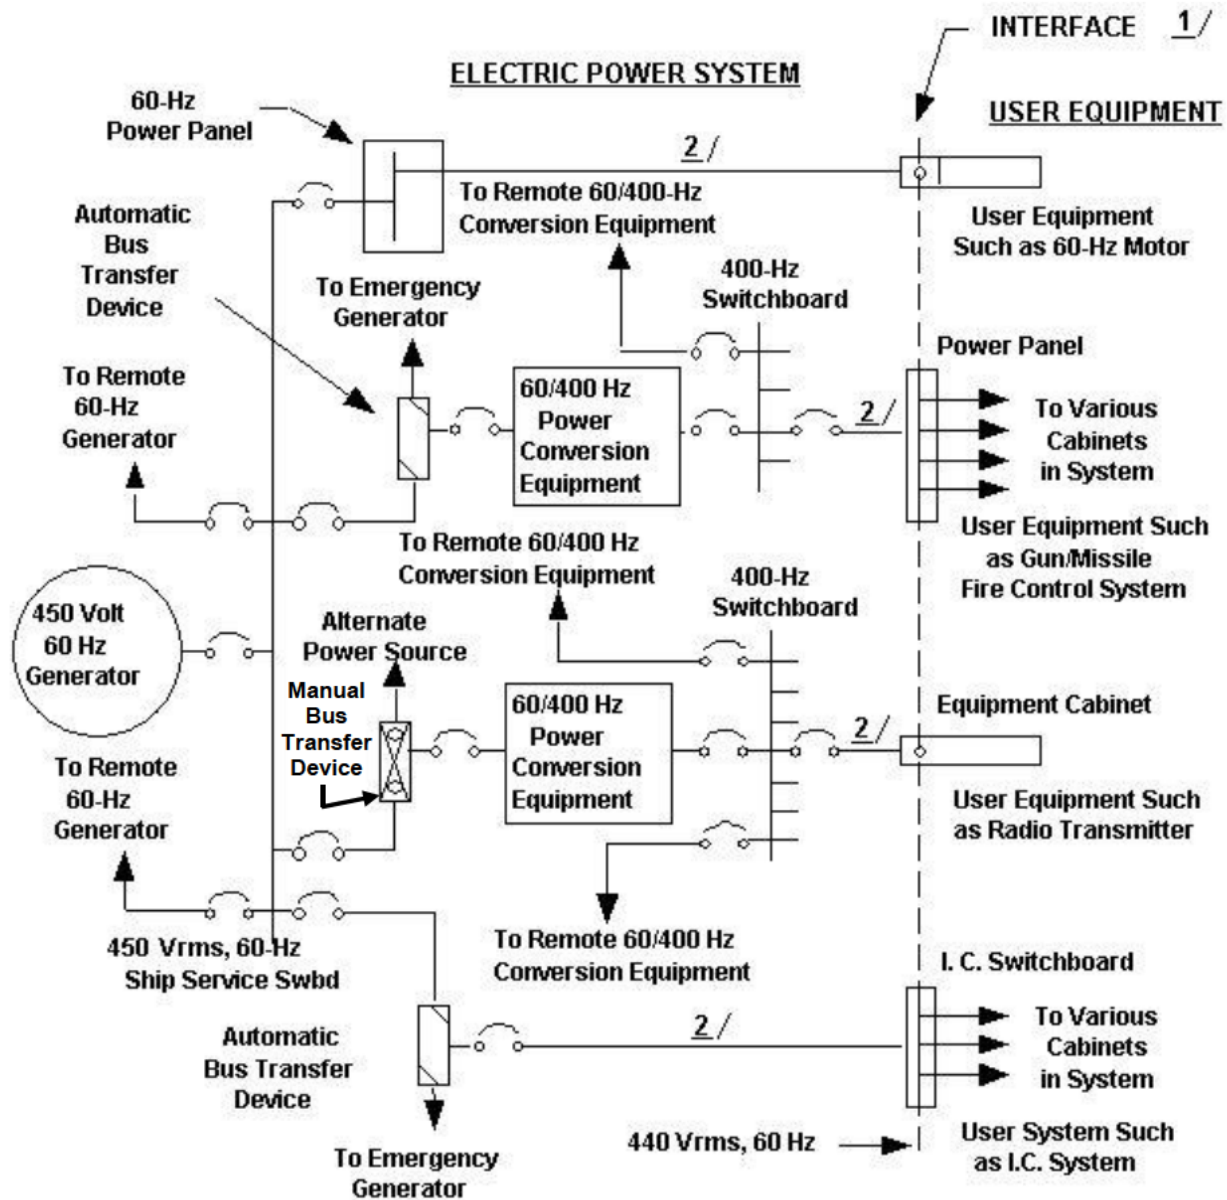 INTERFACE 1/
ELECTRIC POWER SYSTEM
USER EQUIPMENT
60-Hz
Power Panel
2/
To Remote 60/400-Hz
Conversion Equipment
User Equipment
Such as 60-Hz Motor
Automatic
Bus
Transfer
Device
To Emergency
Generator
400-Hz
Switchboard
To Remote
60-Hz
Generator
60/400 Hz
Power
Conversion
Equipment
2/
Power Panel
To Various
Cabinets
in System
User Equipment Such
as Gun/Missile
Fire Control System
To Remote 60/400 Hz
Conversion Equipment
400-Hz
Switchboard
450 Volt
60 Hz
Generator
Alternate
Power Source
Manual
Bus
Transfer
Device
60/400 Hz
Power
Conversion
Equipment
2/
Equipment Cabinet
User Equipment Such
as Radio Transmitter
To Remote
60-Hz
Generator
To Remote 60/400 Hz
Conversion Equipment
450 Vrms, 60-Hz
Ship Service Swbd
I. C. Switchboard
Automatic
Bus Transfer
Device
2/
To Various
Cabinets
in System
440 Vrms, 60 Hz
User System Such
as I.C. System
To Emergency
Generator